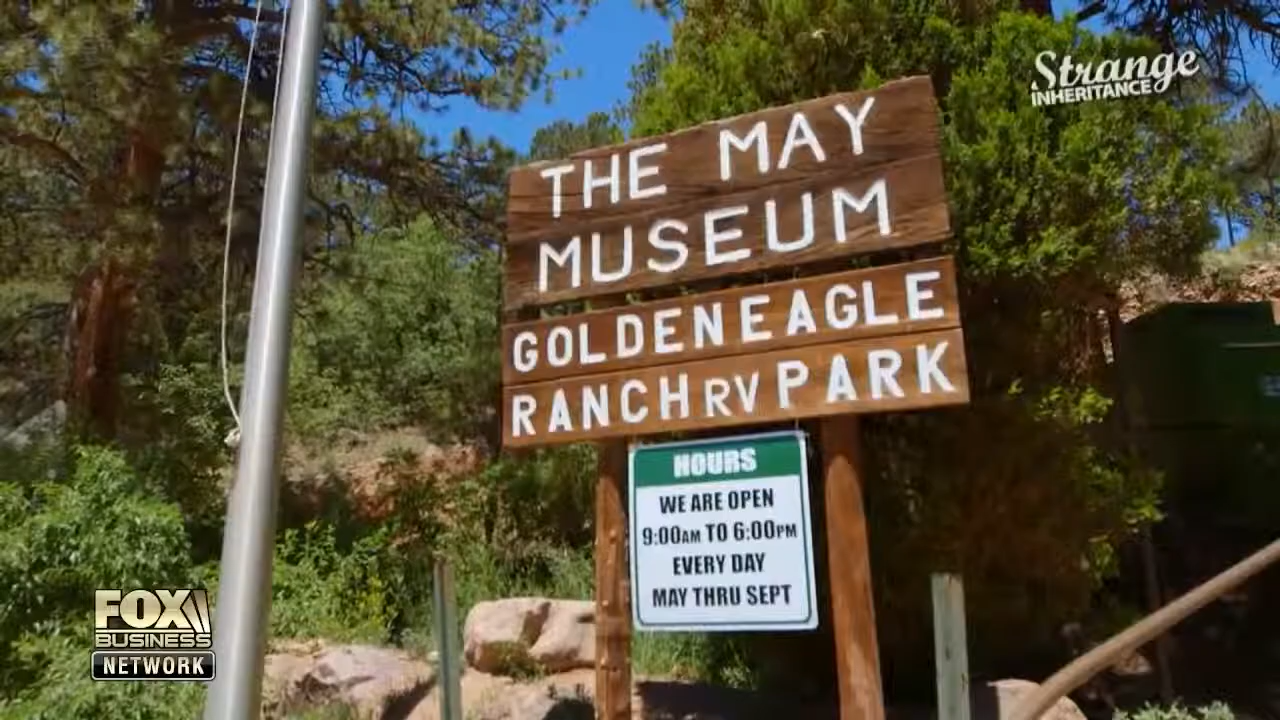 Strange
INHERITANCE
THE MAY
MUSEUM
GOLDEN EAGLE
RANCH RV PARK
HOURS
WE ARE OPEN
9:00AM TO 6:00PM
EVERY DAY
MAY THRU SEPT
FOX
BUSINESS
NETWORK